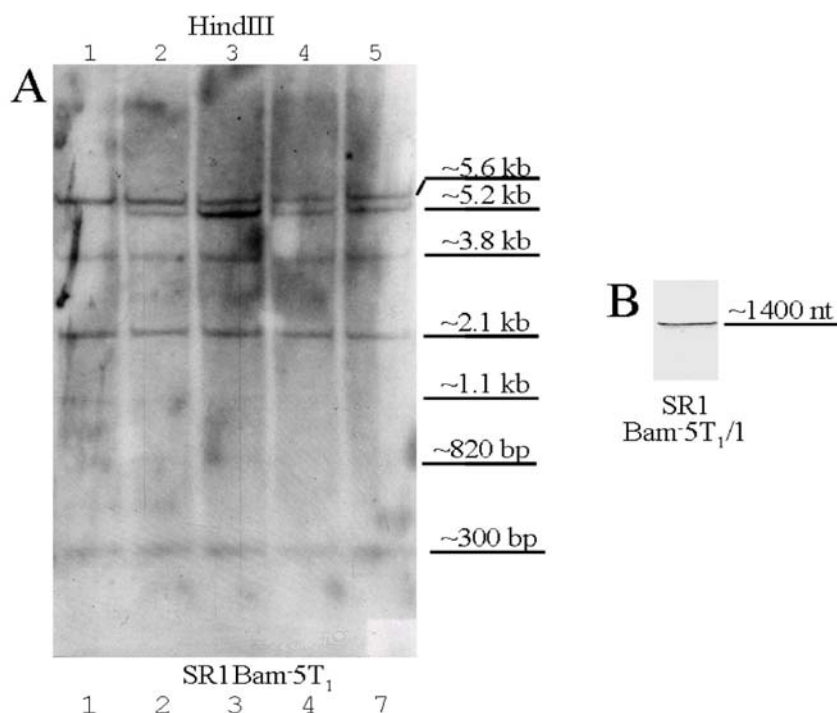 HindIII
1 2 3 4 5
A
~5.6 kb
~5.2 kb
~3.8 kb
~2.1 kb
~1.1 kb
~820 bp
~300 bp
SR1Bam-5T1
1 2 3 4 7
B
~1400 nt
SR1
Bam-5T1/1